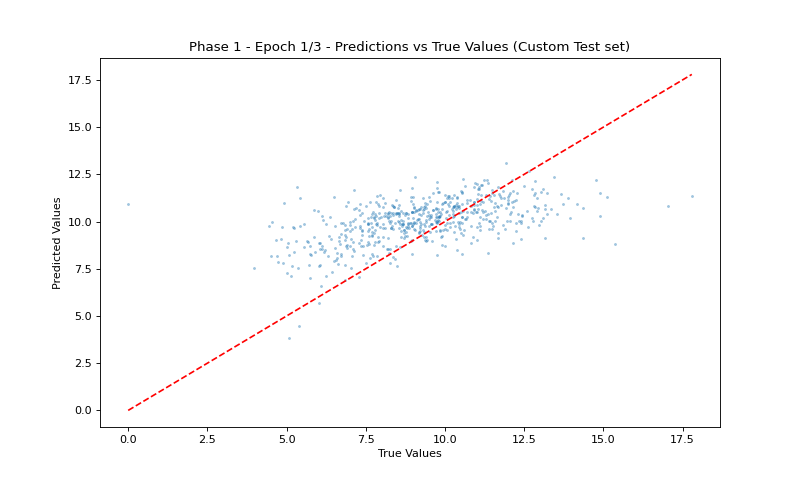 Phase 1 - Epoch 1/3 - Predictions vs True Values (Custom Test set)
17.5
15.0
12.5
10.0
7.5
5.0
2.5
0.0
Predicted Values
0.0 2.5 5.0 7.5 10.0 12.5 15.0 17.5
True Values